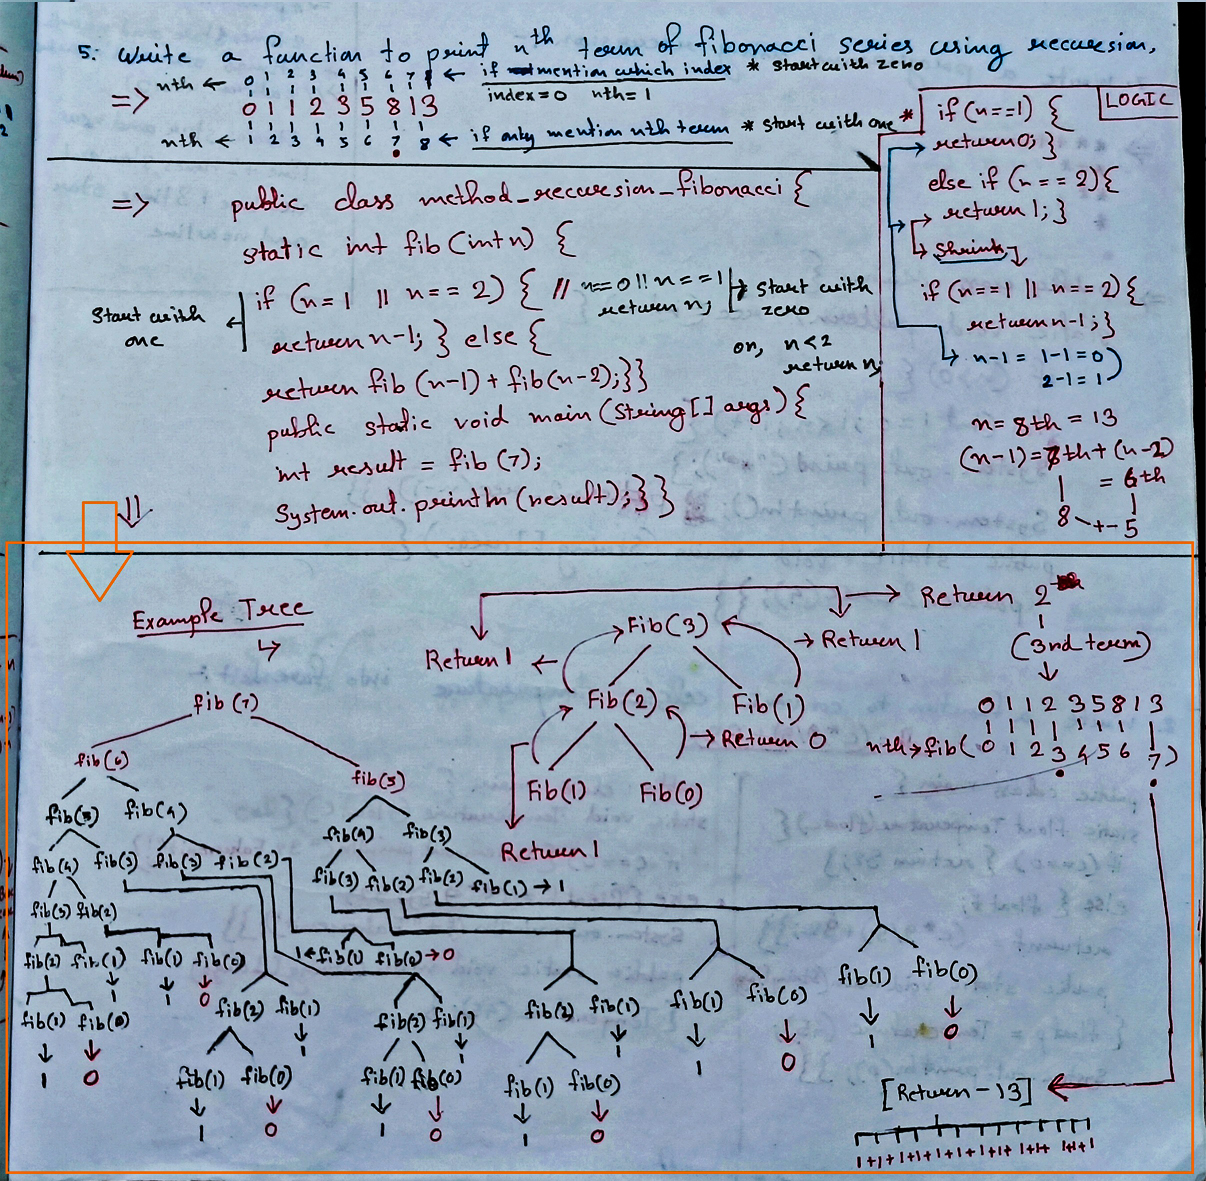 5. Write a function to print nth term of fibonacci series using recursion,
nth ← 0 1 2 3 4 5 6 7 8 ← if mention which index * start with zero
=> 0 1 1 2 3 5 8 13 index=0 nth=1
nth ← 1 2 3 4 5 6 7 8 ← if only mention nth term * start with one *
LOGIC
if (n==1) {
return 0; }
else if (n == 2) {
return 1; }
shrink
if (n==1 || n==2) {
return n-1; }
n-1 = 1-1=0
2-1=1
n= 8th = 13
(n-1)=7th+(n-2)
= 6th
8 + 5
=> public class method_recursion_fibonacci {
static int fib (int n) {
if (n=1 || n==2) { // n==0 || n==1 → start with
return n; zero
Start with
one
return n-1; } else {
or, n<2
return n;
return fib (n-1) + fib(n-2);}}
public static void main (String[] args) {
int result = fib (7);
System.out.println (result);}}
Example Tree
Return 1 ←
Fib(3)
→ Return 1
→ Return 2
(3rd term)
Fib(2) Fib(1)
→ Return 0
Fib(1) Fib(0)
Return 1
0 1 1 2 3 5 8 13
nth→fib( 0 1 2 3 4 5 6 7 )
fib (7)
fib(6) fib(5)
fib(5) fib(4) fib(4) fib(3)
fib(4) fib(3) fib(3) fib(2) fib(3) fib(2) fib(2) fib(1) → 1
fib(3) fib(2)
fib(2) fib(1) fib(1) fib(0) 1←fib(1) fib(0)→0 fib(1) fib(0)
1 1 0
fib(1) fib(0) fib(2) fib(1) fib(2) fib(1) fib(2) fib(1) fib(1) fib(0)
1 0 1 1 1 1 0 1 0
fib(1) fib(0) fib(1) fib(0) fib(1) fib(0)
1 0 1 0 1 0
[Return - 13]
1+1+1+1+1+1+1+1+1+1+1+1+1